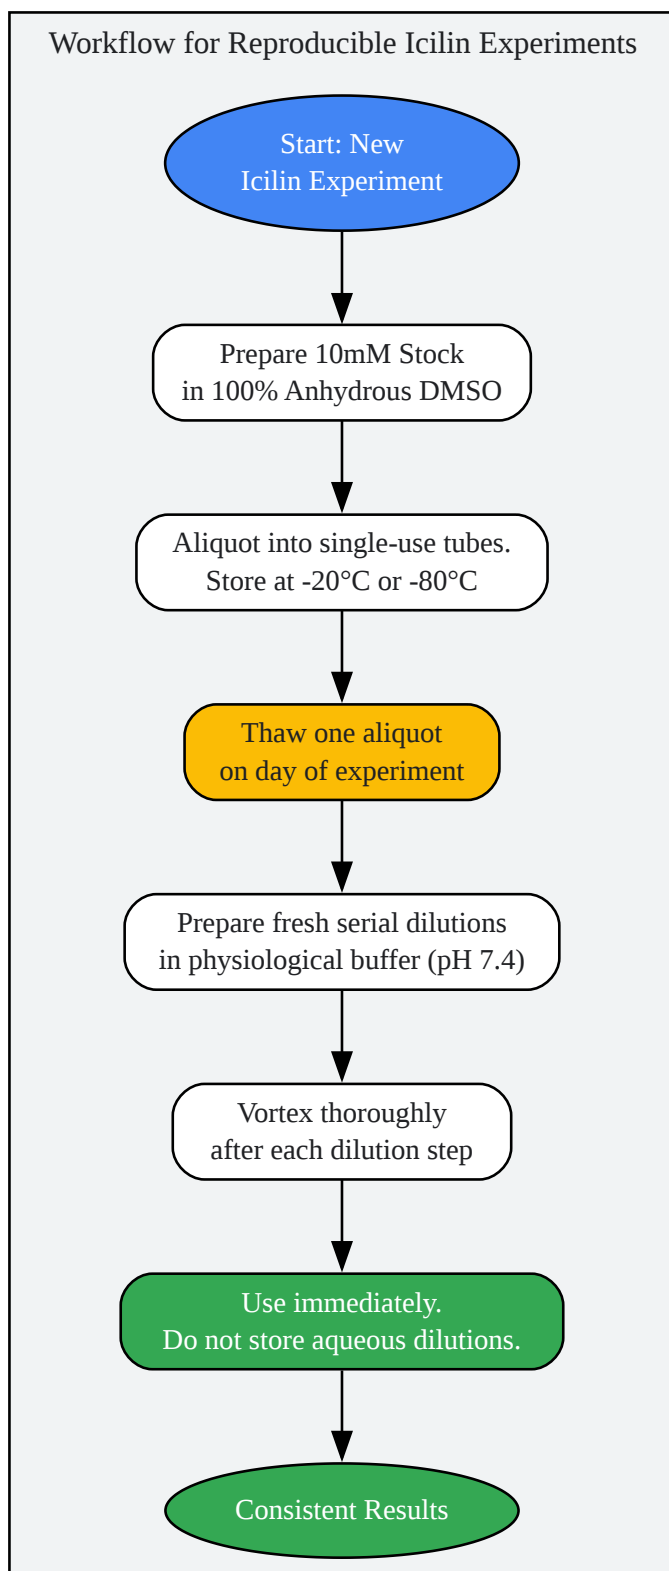 Workflow for Reproducible Icilin Experiments
Start: New
Icilin Experiment
Prepare 10mM Stock
in 100% Anhydrous DMSO
Aliquot into single-use tubes.
Store at -20°C or -80°C
Thaw one aliquot
on day of experiment
Prepare fresh serial dilutions
in physiological buffer (pH 7.4)
Vortex thoroughly
after each dilution step
Use immediately.
Do not store aqueous dilutions.
Consistent Results